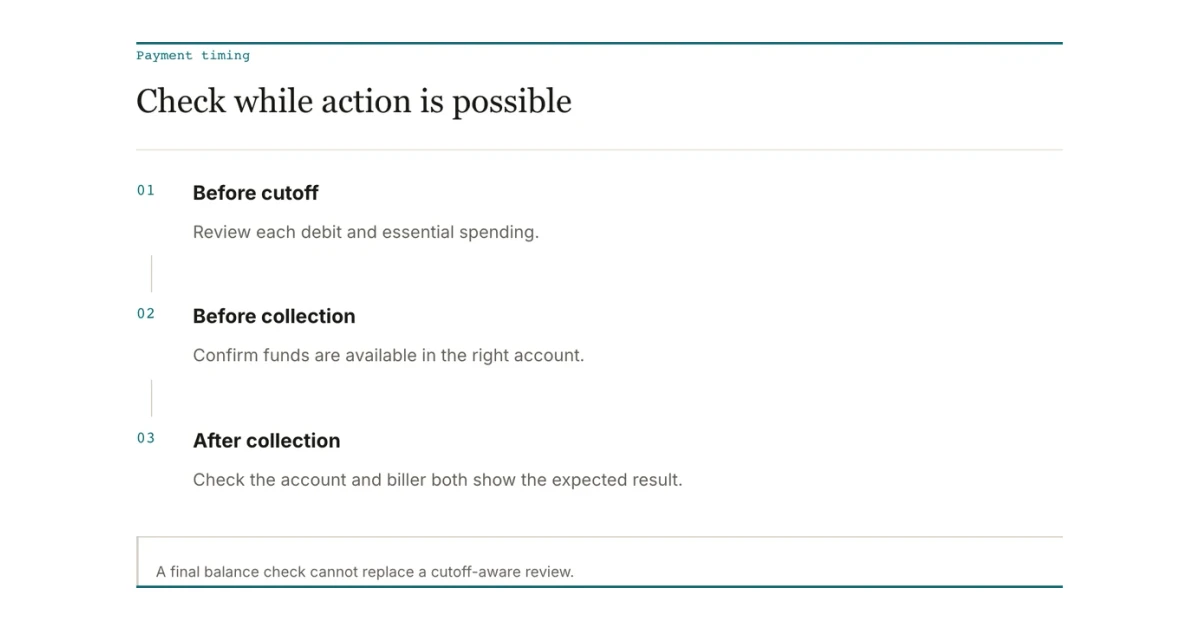 Payment timing
Check while action is possible
01
Before cutoff
Review each debit and essential spending.
02
Before collection
Confirm funds are available in the right account.
03
After collection
Check the account and biller both show the expected result.
A final balance check cannot replace a cutoff-aware review.